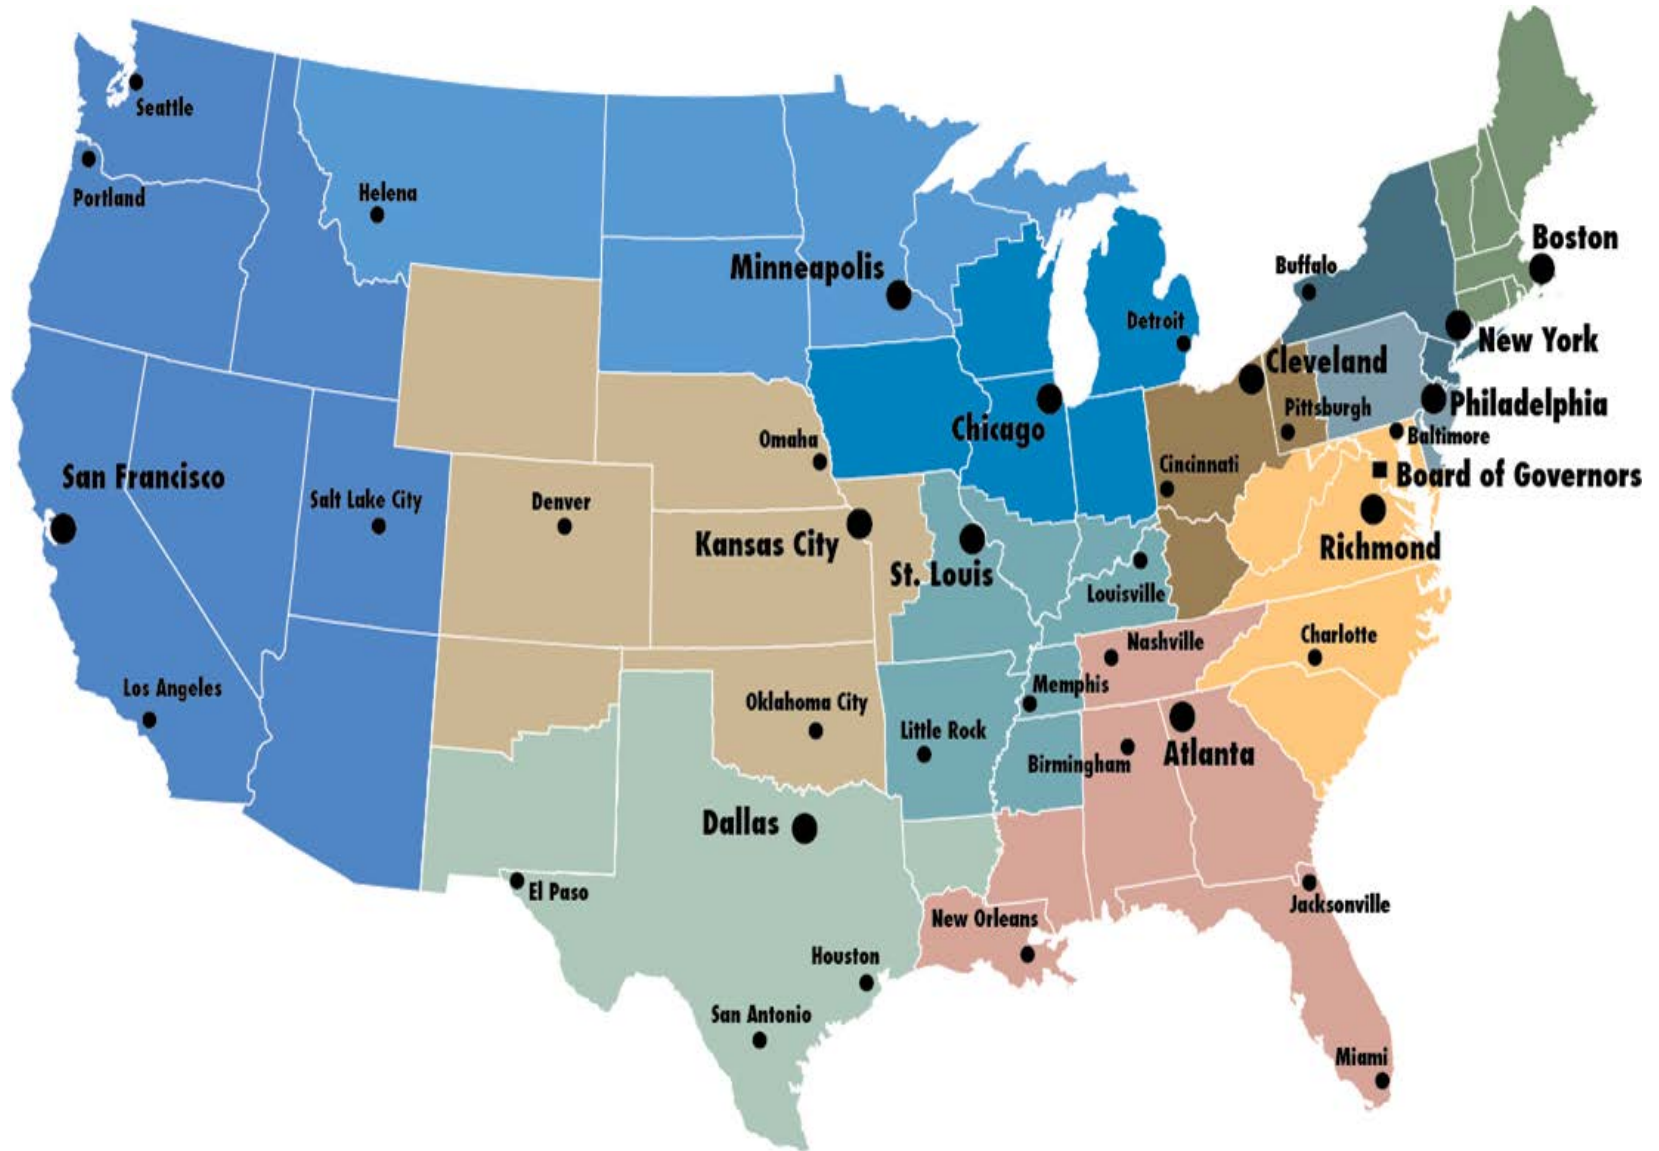 Seattle
Portland
Helena
Minneapolis
Buffalo
Boston
Detroit
New York
Cleveland
Chicago
Pittsburgh
Philadelphia
Omaha
Baltimore
Cincinnati
San Francisco
Salt Lake City
Denver
Board of Governors
Kansas City
Richmond
St. Louis
Louisville
Charlotte
Nashville
Los Angeles
Memphis
Oklahoma City
Little Rock
Birmingham
Atlanta
Dallas
El Paso
Jacksonville
New Orleans
Houston
San Antonio
Miami